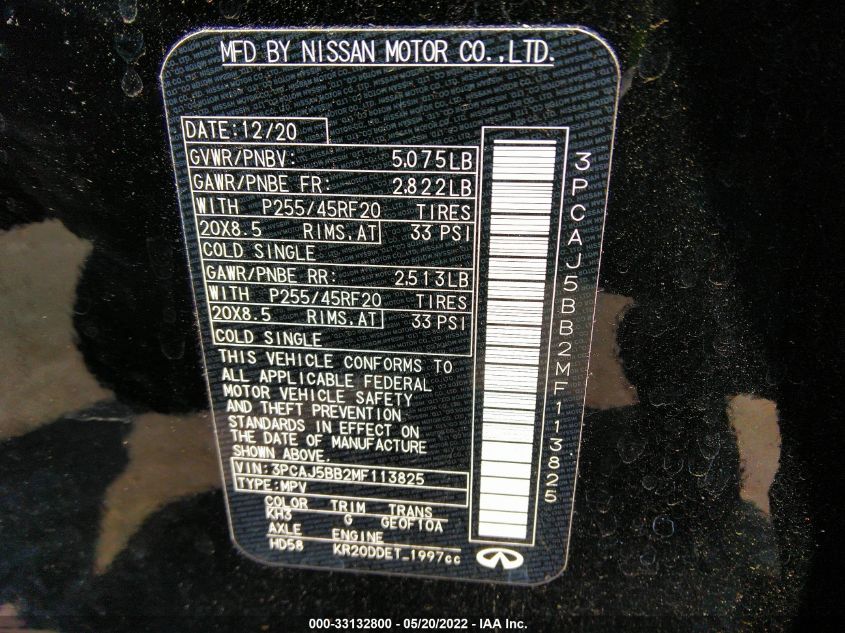 MFD BY NISSAN MOTOR CO.,LTD.
DATE:12/20
GVWR/PNBV: 5,075LB
GAWR/PNBE FR: 2,822LB
WITH P255/45RF20 TIRES
20X8.5 RIMS,AT 33 PSI
COLD SINGLE
GAWR/PNBE RR: 2,513LB
WITH P255/45RF20 TIRES
20X8.5 RIMS,AT 33 PSI
COLD SINGLE
THIS VEHICLE CONFORMS TO
ALL APPLICABLE FEDERAL
MOTOR VEHICLE SAFETY
AND THEFT PREVENTION
STANDARDS IN EFFECT ON
THE DATE OF MANUFACTURE
SHOWN ABOVE.
VIN:3PCAJ5BB2MF113825
TYPE:MPV
COLOR TRIM TRANS
KH3 G GE0F10A
AXLE ENGINE
HD58 KR20DDET_1997cc
3PCAJ5BB2MF113825
000-33132800 - 05/20/2022 - IAA Inc.